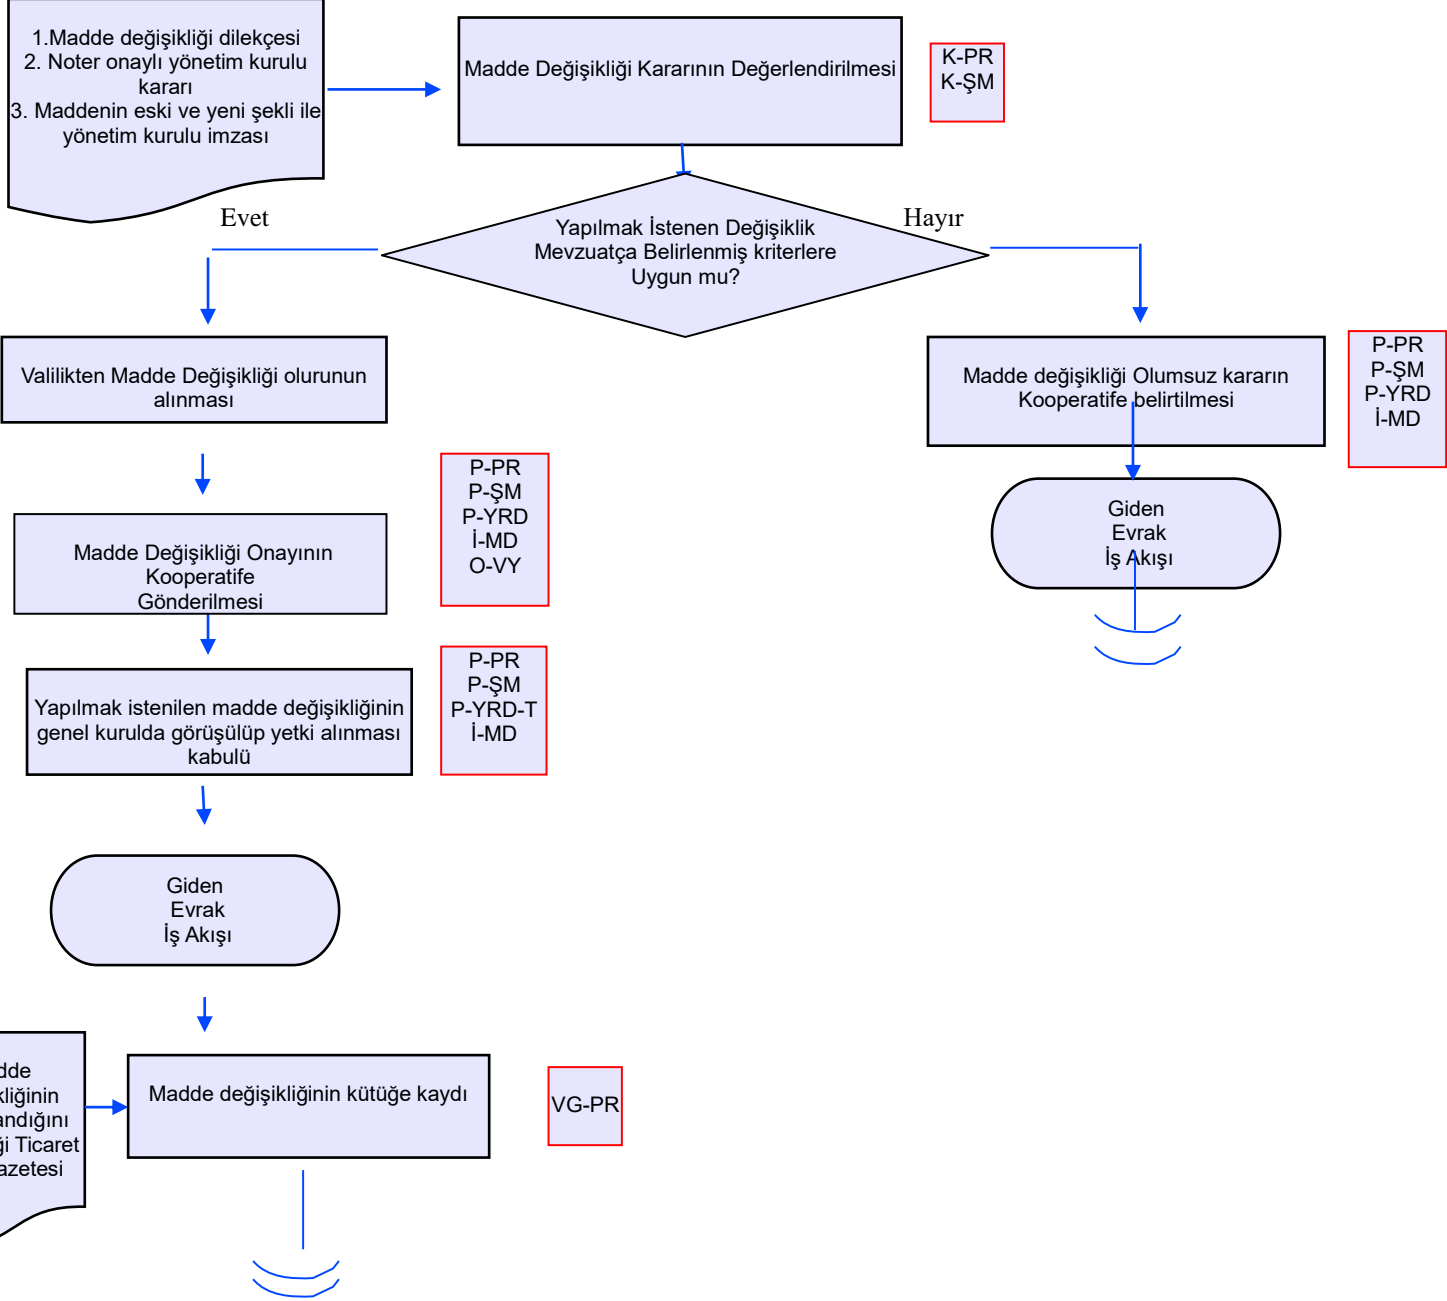 1.Madde değişikliği dilekçesi
2. Noter onaylı yönetim kurulu
kararı
3. Maddenin eski ve yeni şekli ile
yönetim kurulu imzası
Madde Değişikliği Kararının Değerlendirilmesi
K-PR
K-ŞM
Evet
Yapılmak İstenen Değişiklik
Mevzuatça Belirlenmiş kriterlere
Uygun mu?
Hayır
Valilikten Madde Değişikliği olurunun
alınması
Madde değişikliği Olumsuz kararın
Kooperatife belirtilmesi
P-PR
P-ŞM
P-YRD
İ-MD
P-PR
P-ŞM
P-YRD
İ-MD
O-VY
Giden
Evrak
İş Akışı
Madde Değişikliği Onayının
Kooperatife
Gönderilmesi
P-PR
P-ŞM
P-YRD-T
İ-MD
Yapılmak istenilen madde değişikliğinin
genel kurulda görüşülüp yetki alınması
kabulü
Giden
Evrak
İş Akışı
Ticaret
Madde değişikliğinin kütüğe kaydı
VG-PR